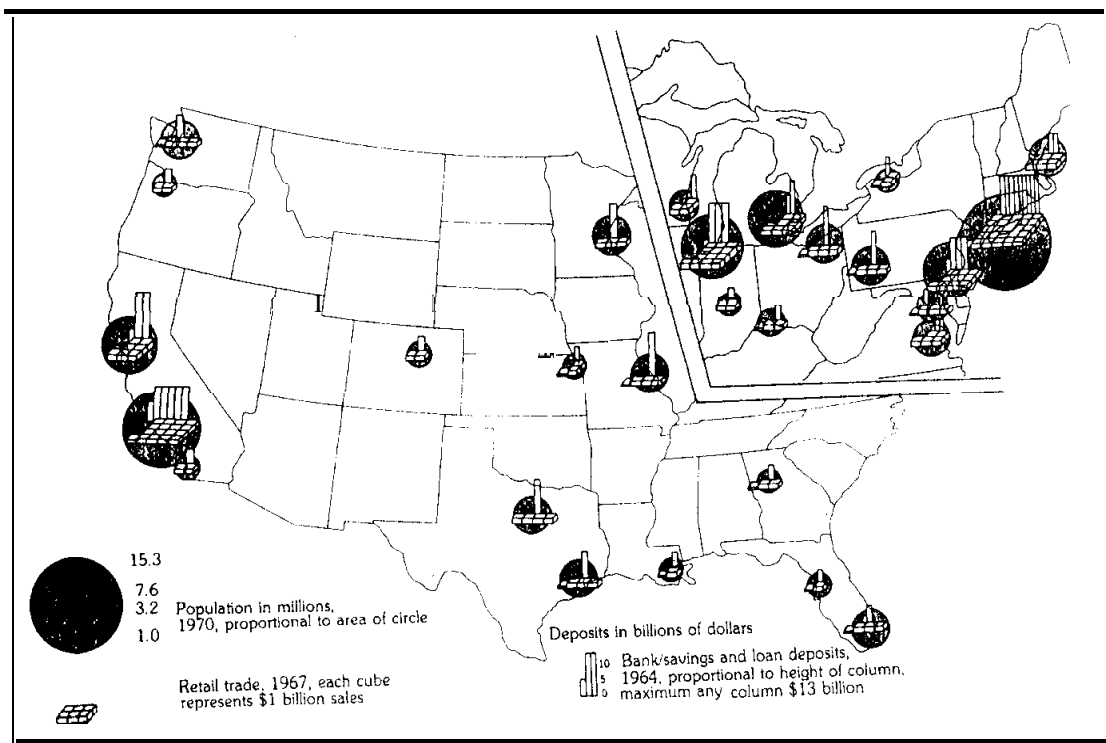 15.3
7.6
3.2
1.0
Population in millions,
1970, proportional to area of circle
Retail trade, 1967, each cube
represents $1 billion sales
Deposits in billions of dollars
10
5
0
Bank/savings and loan deposits,
1964, proportional to height of column,
maximum any column $13 billion